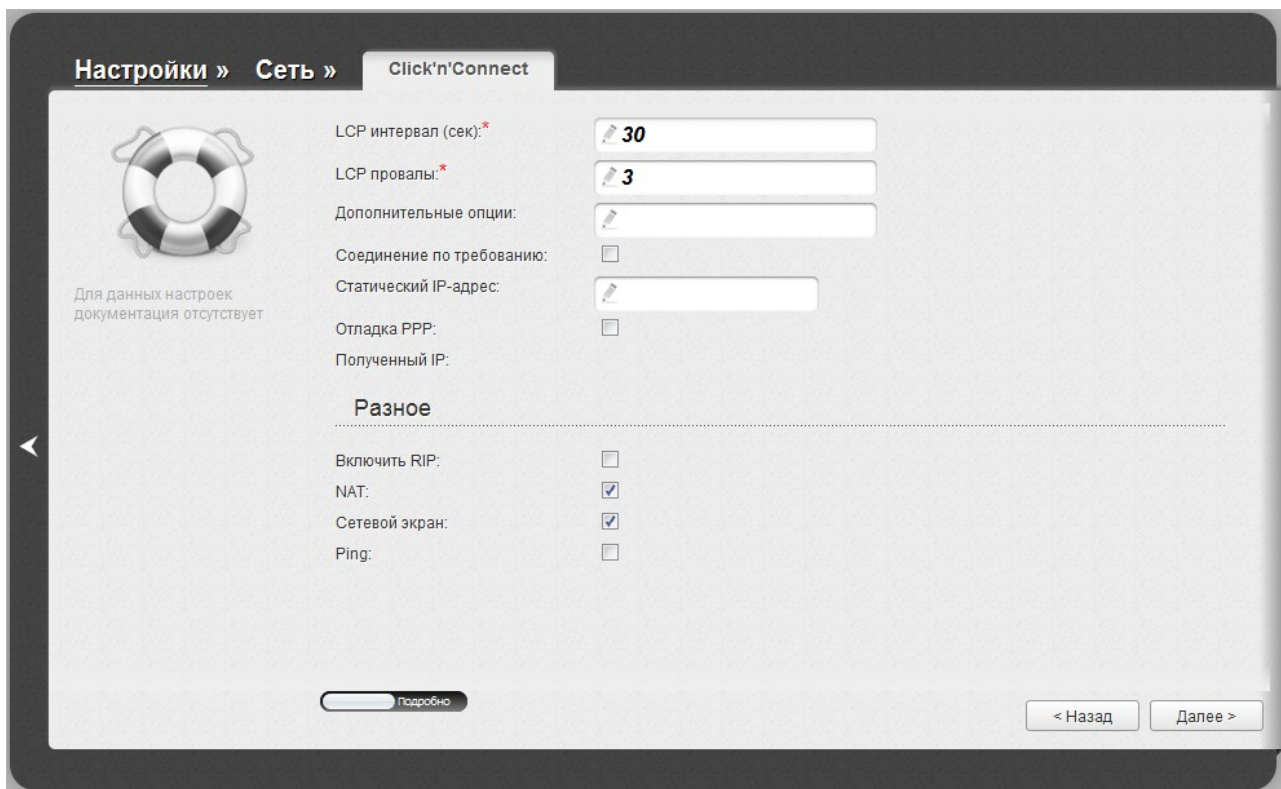 Настройки » Сеть » Click'n'Connect
Для данных настроек
документация отсутствует
LCP интервал (сек):* 30
LCP провалы:* 3
Дополнительные опции:
Соединение по требованию:
Статический IP-адрес:
Отладка PPP:
Полученный IP:
Разное
Включить RIP:
NAT:
Сетевой экран:
Ping:
Подробно
< Назад Далее >